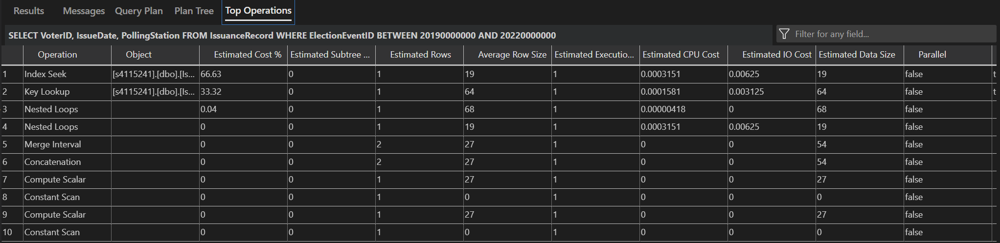 Results Messages Query Plan Plan Tree Top Operations
SELECT VoterID, IssueDate, PollingStation FROM IssuanceRecord WHERE ElectionEventID BETWEEN 20190000000 AND 20220000000 Filter for any field...
Operation Object Estimated Cost % Estimated Subtree ... Estimated Rows Average Row Size Estimated Executio... Estimated CPU Cost Estimated IO Cost Estimated Data Size Parallel
1 Index Seek [s4115241].[dbo].[Is... 66.63 0 1 19 1 0.0003151 0.00625 19 false t
2 Key Lookup [s4115241].[dbo].[Is... 33.32 0 1 64 1 0.0001581 0.003125 64 false t
3 Nested Loops 0.04 0 1 68 1 0.00000418 0 68 false
4 Nested Loops 0 0 1 19 1 0.0003151 0.00625 19 false
5 Merge Interval 0 0 2 27 1 0 0 54 false
6 Concatenation 0 0 2 27 1 0 0 54 false
7 Compute Scalar 0 0 1 27 1 0 0 27 false
8 Constant Scan 0 0 1 0 1 0 0 0 false
9 Compute Scalar 0 0 1 27 1 0 0 27 false
10 Constant Scan 0 0 1 0 1 0 0 0 false